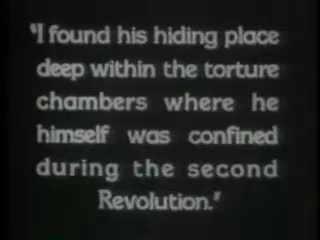 "I found his hiding place
deep within the torture
chambers where he
himself was confined
during the second
Revolution."